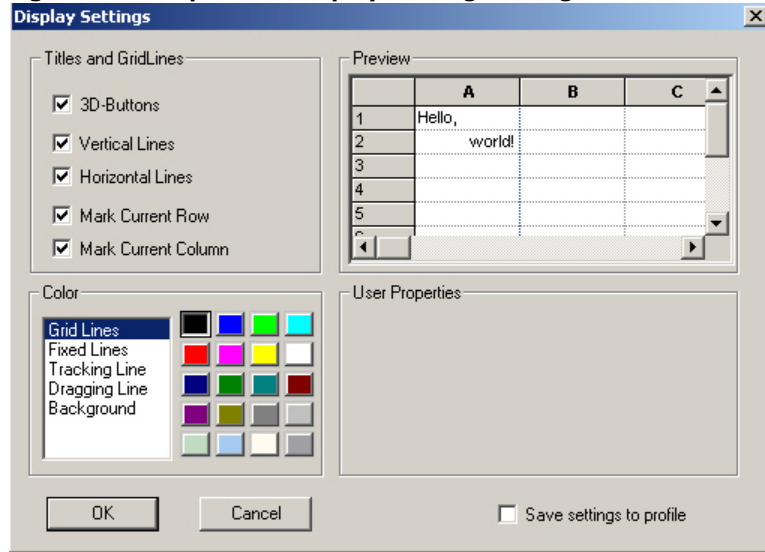 Display Settings
Titles and GridLines
3D-Buttons
Vertical Lines
Horizontal Lines
Mark Current Row
Mark Current Column
Preview
A B C
1 Hello,
2 world!
3
4
5
Color
Grid Lines
Fixed Lines
Tracking Line
Dragging Line
Background
User Properties
OK Cancel
Save settings to profile